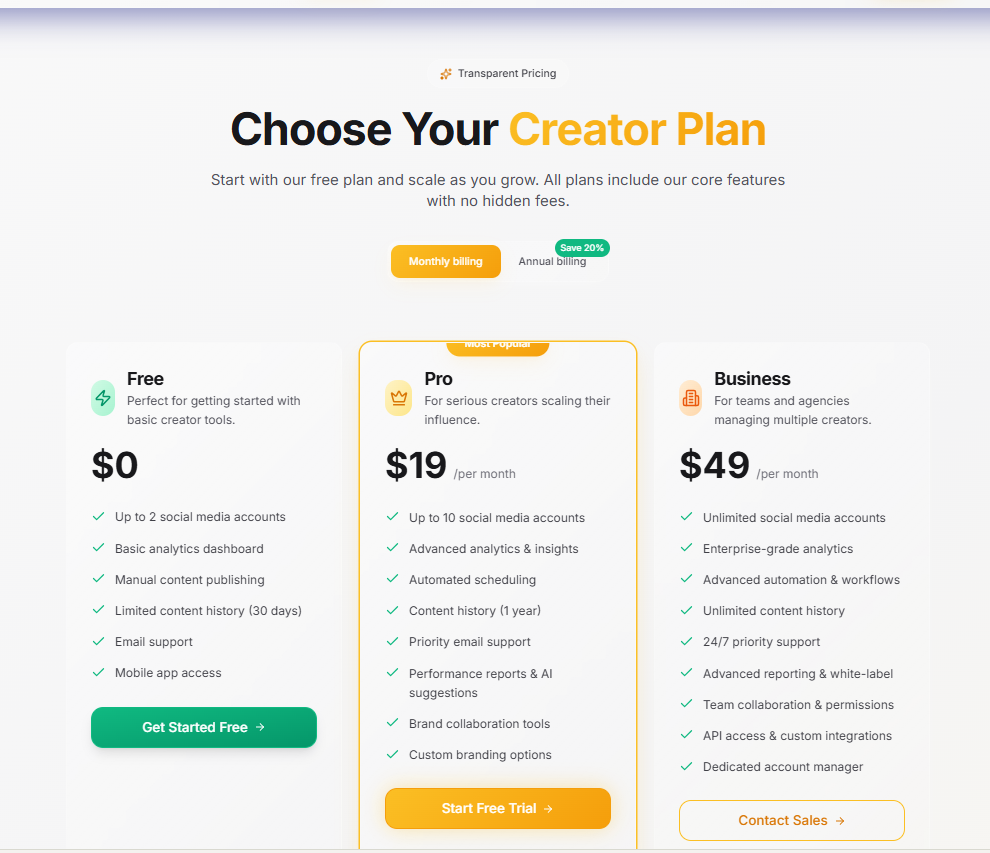 Transparent Pricing
Choose Your Creator Plan
Start with our free plan and scale as you grow. All plans include our core features
with no hidden fees.
Monthly billing
Annual billing
Save 20%
Free
Perfect for getting started with
basic creator tools.
$0
Up to 2 social media accounts
Basic analytics dashboard
Manual content publishing
Limited content history (30 days)
Email support
Mobile app access
Get Started Free →
Most Popular
Pro
For serious creators scaling their
influence.
$19 /per month
Up to 10 social media accounts
Advanced analytics & insights
Automated scheduling
Content history (1 year)
Priority email support
Performance reports & AI
suggestions
Brand collaboration tools
Custom branding options
Start Free Trial →
Business
For teams and agencies
managing multiple creators.
$49 /per month
Unlimited social media accounts
Enterprise-grade analytics
Advanced automation & workflows
Unlimited content history
24/7 priority support
Advanced reporting & white-label
Team collaboration & permissions
API access & custom integrations
Dedicated account manager
Contact Sales →